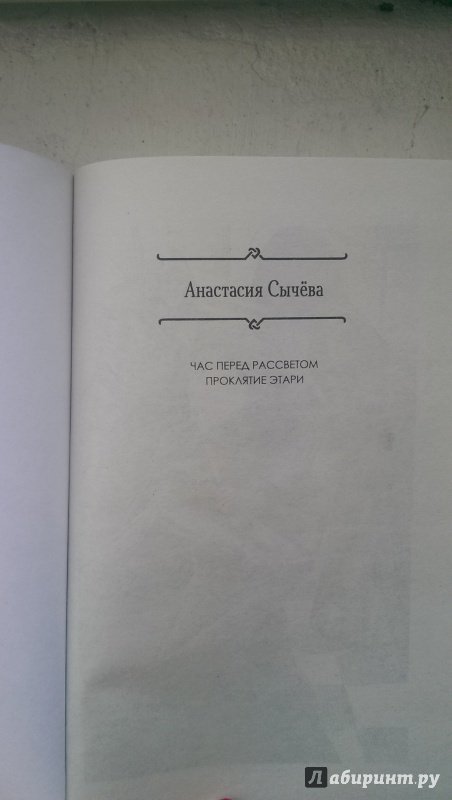 Анастасия Сычёва
ЧАС ПЕРЕД РАССВЕТОМ
ПРОКЛЯТИЕ ЭТАРИ
Лабиринт.ру